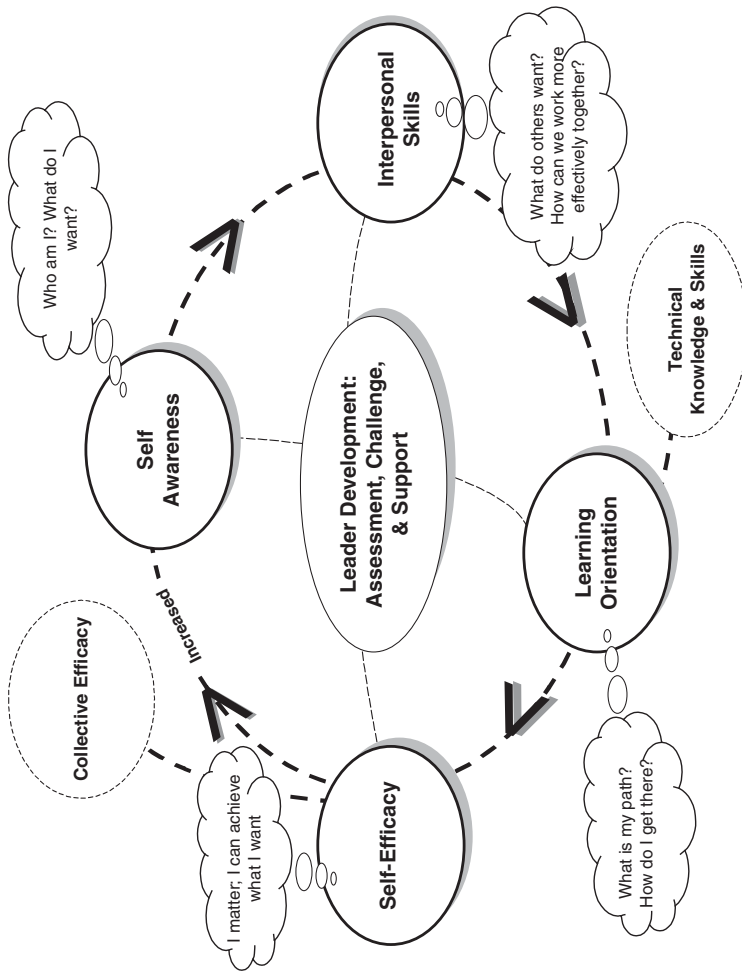 Collective Efficacy
Increased
Self
Awareness
Who am I? What do I
want?
I matter; I can achieve
what I want
Self-Efficacy
Leader Development:
Assessment, Challenge,
& Support
Interpersonal
Skills
What do others want?
How can we work more
effectively together?
Learning
Orientation
What is my path?
How do I get there?
Technical
Knowledge & Skills